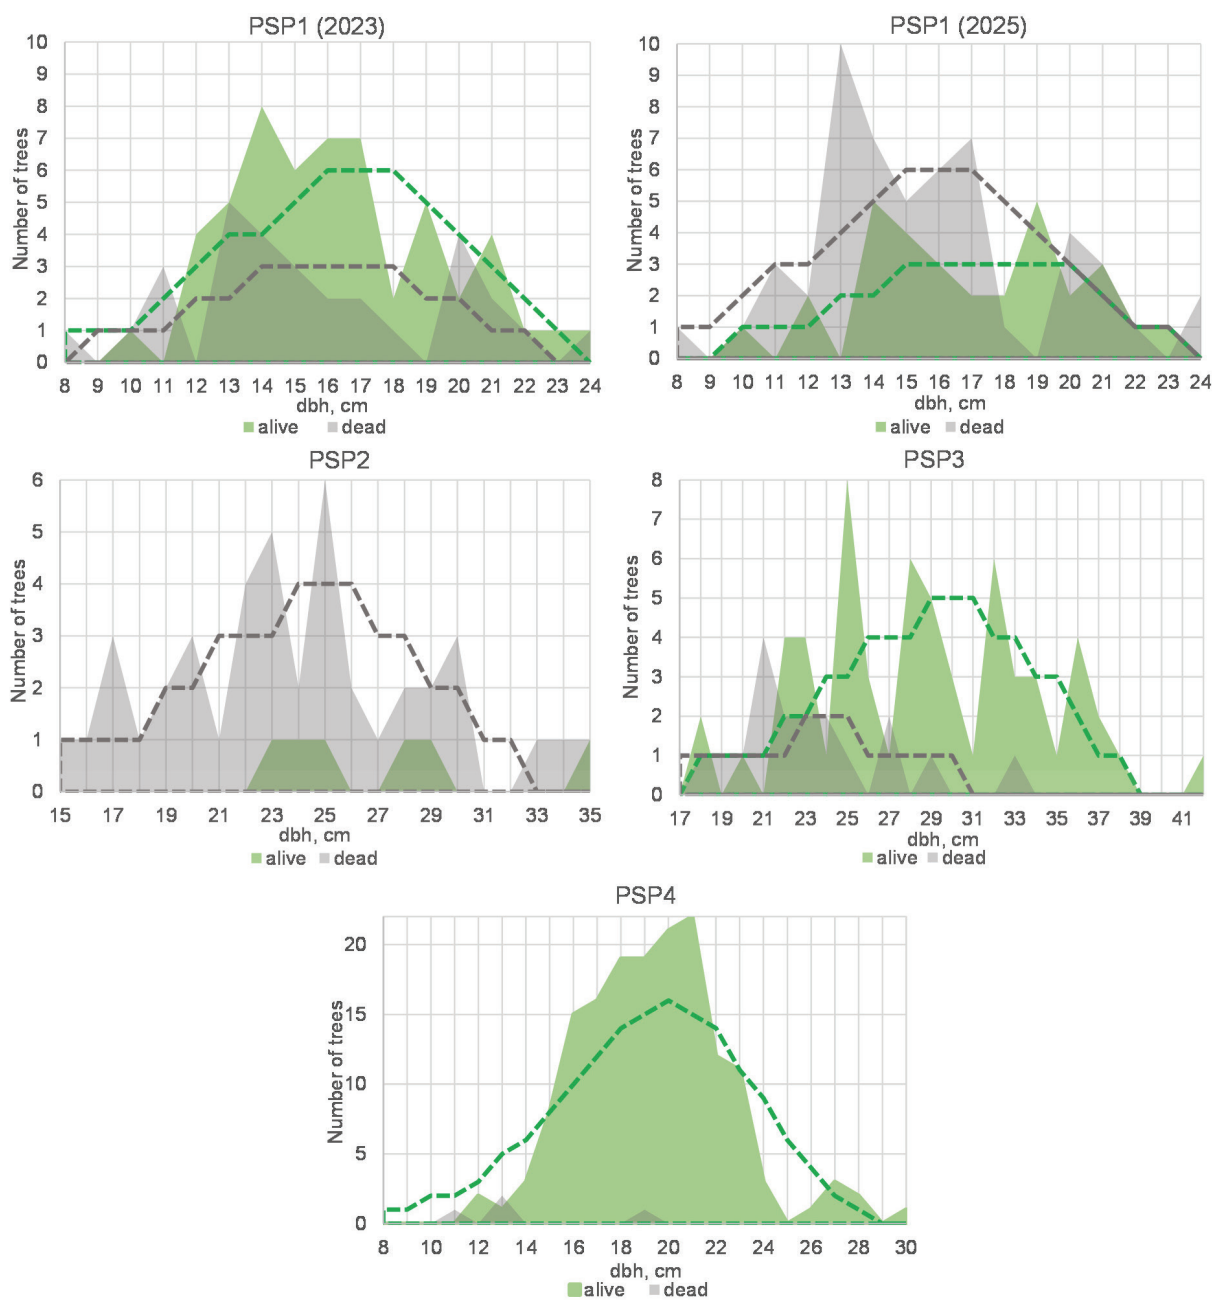 PSP1 (2023)
10
9
8
7
6
5
4
3
2
1
0
Number of trees
8 9 10 11 12 13 14 15 16 17 18 19 20 21 22 23 24
dbh, cm
alive dead
PSP1 (2025)
10
9
8
7
6
5
4
3
2
1
0
Number of trees
8 9 10 11 12 13 14 15 16 17 18 19 20 21 22 23 24
dbh, cm
alive dead
PSP2
6
5
4
3
2
1
0
Number of trees
15 17 19 21 23 25 27 29 31 33 35
dbh, cm
alive dead
PSP3
8
7
6
5
4
3
2
1
0
Number of trees
17 19 21 23 25 27 29 31 33 35 37 39 41
dbh, cm
alive dead
PSP4
20
15
10
5
0
Number of trees
8 10 12 14 16 18 20 22 24 26 28 30
dbh, cm
alive dead